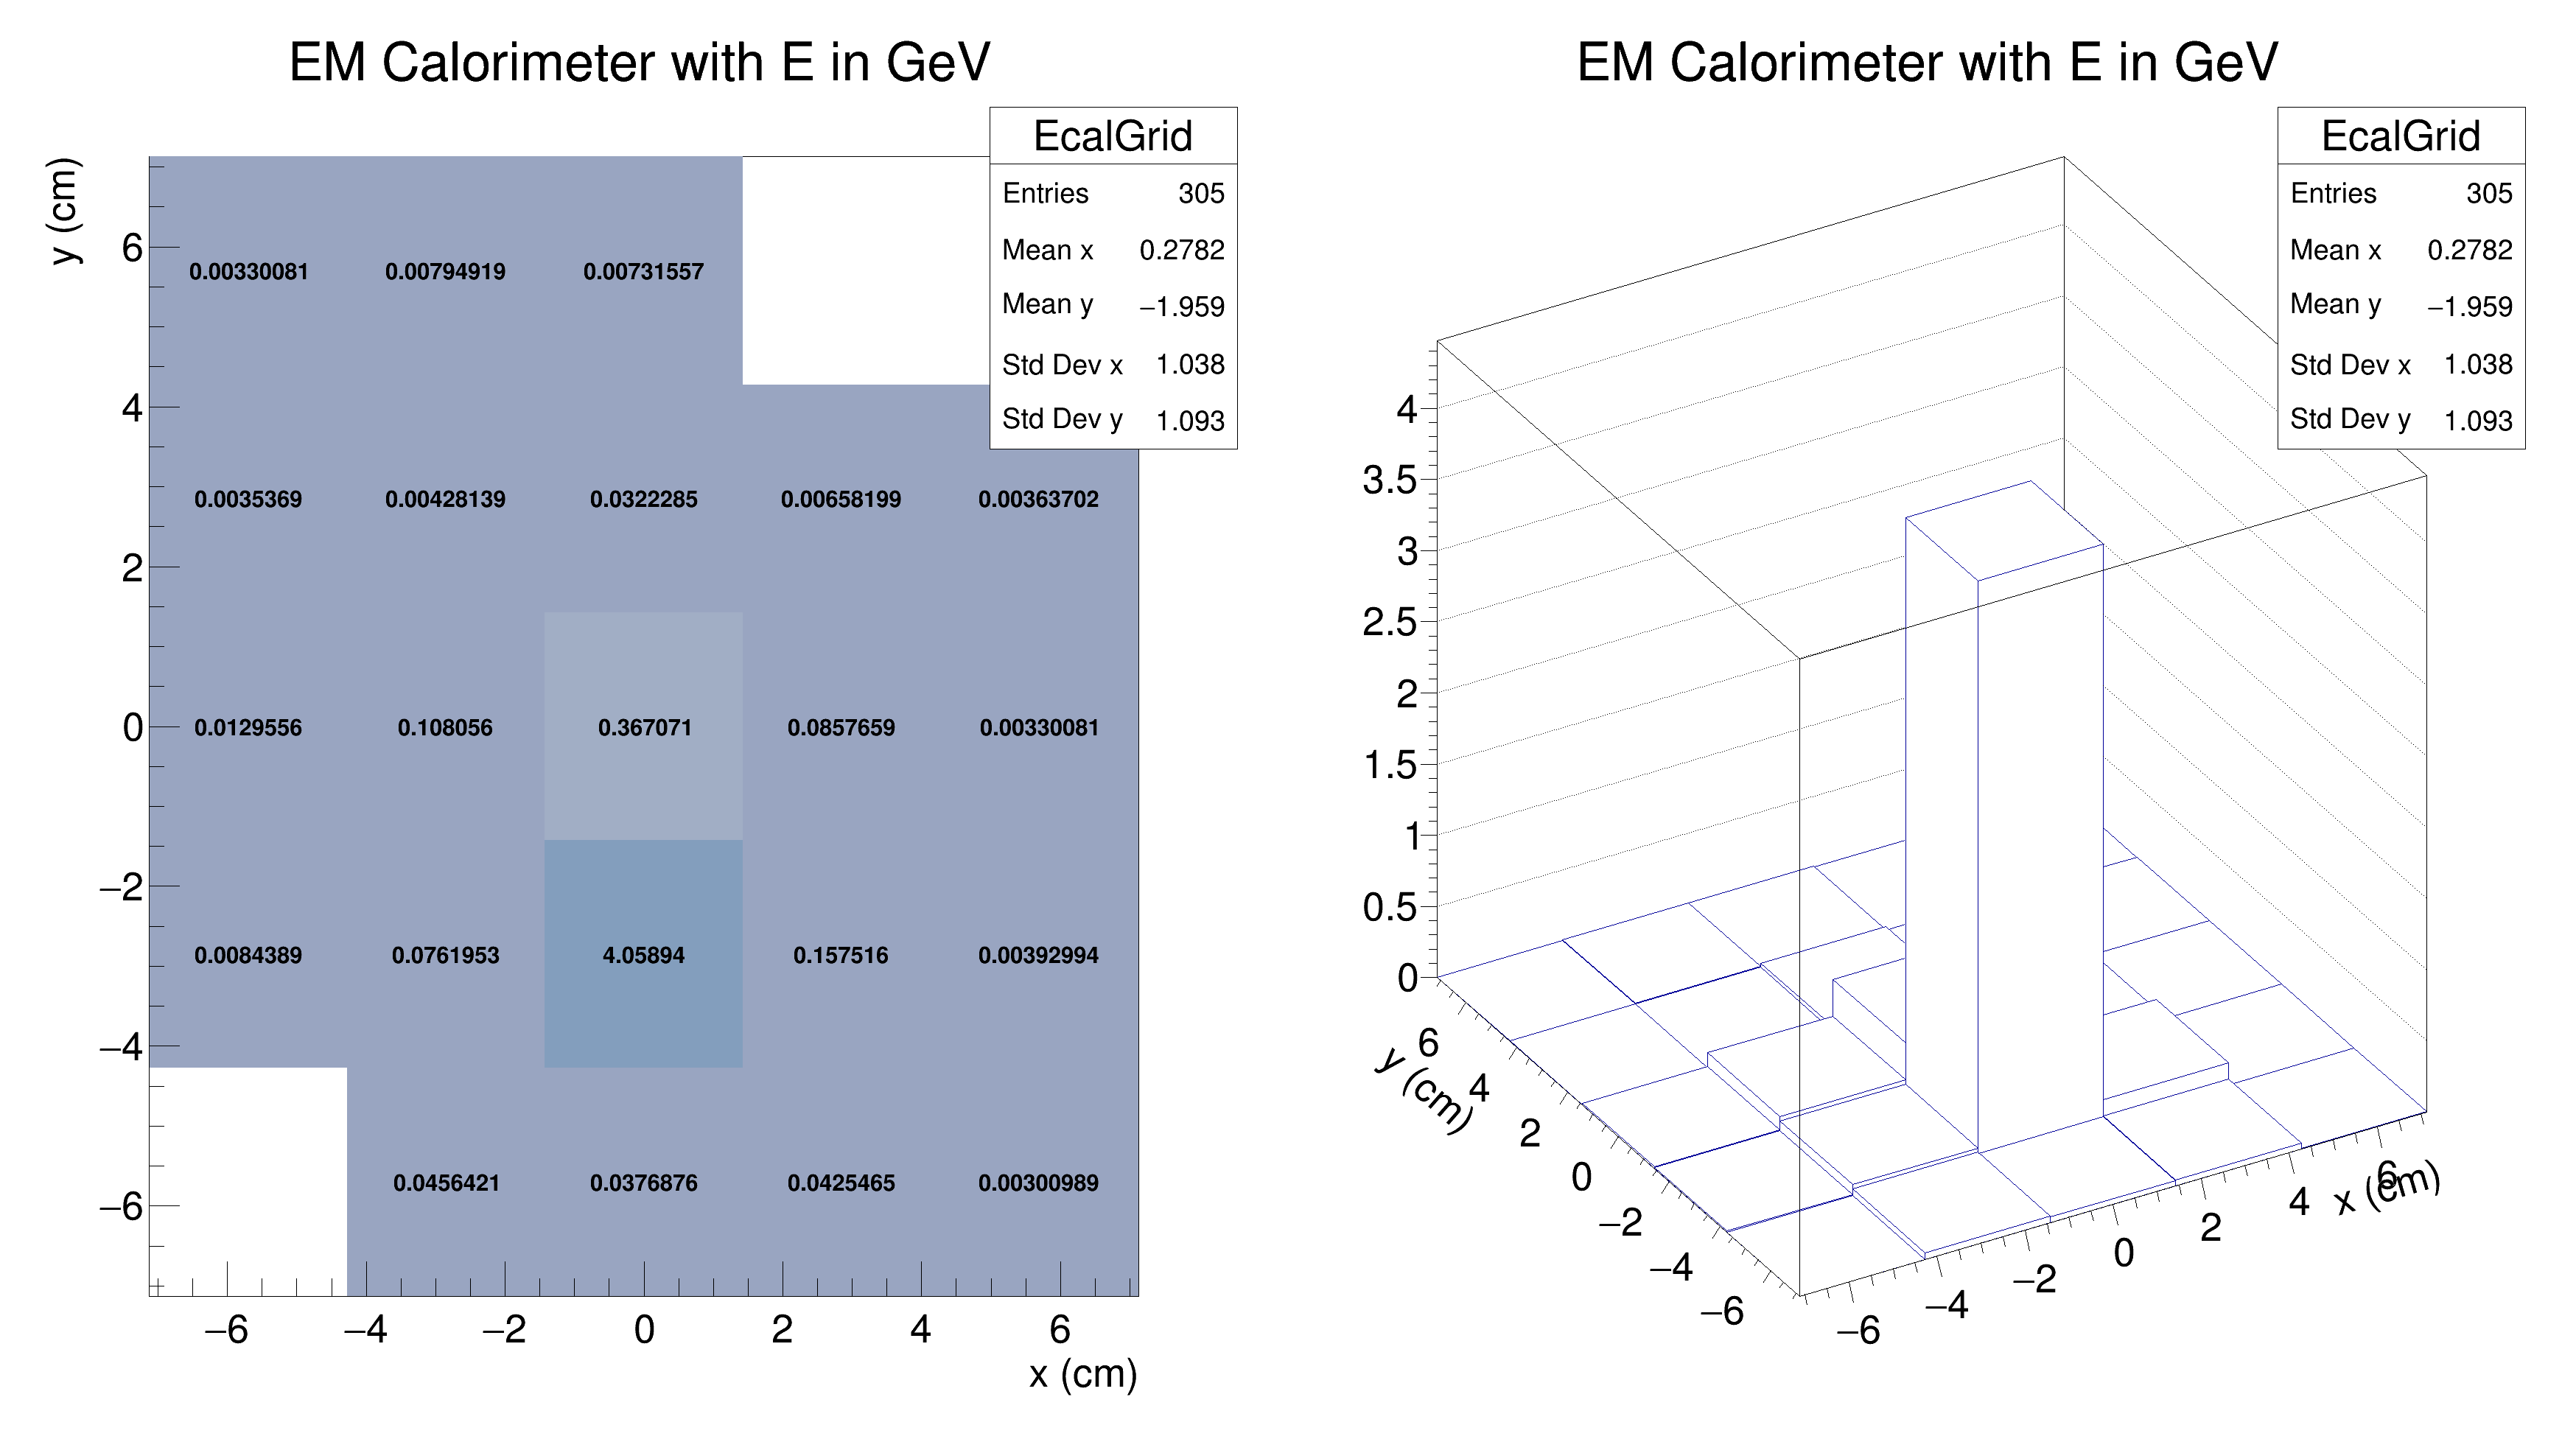 EM Calorimeter with E in GeV
EcalGrid
Entries 305
Mean x 0.2782
Mean y −1.959
Std Dev x 1.038
Std Dev y 1.093
y (cm)
6
4
2
0
−2
−4
−6
0.00330081 0.00794919 0.00731557
0.0035369 0.00428139 0.0322285 0.00658199 0.00363702
0.0129556 0.108056 0.367071 0.0857659 0.00330081
0.0084389 0.0761953 4.05894 0.157516 0.00392994
0.0456421 0.0376876 0.0425465 0.00300989
−6 −4 −2 0 2 4 6
x (cm)
EM Calorimeter with E in GeV
EcalGrid
Entries 305
Mean x 0.2782
Mean y −1.959
Std Dev x 1.038
Std Dev y 1.093
4
3.5
3
2.5
2
1.5
1
0.5
0
y (cm)
6
4
2
0
−2
−4
−6
−6 −4 −2 0 2 4 6
x (cm)